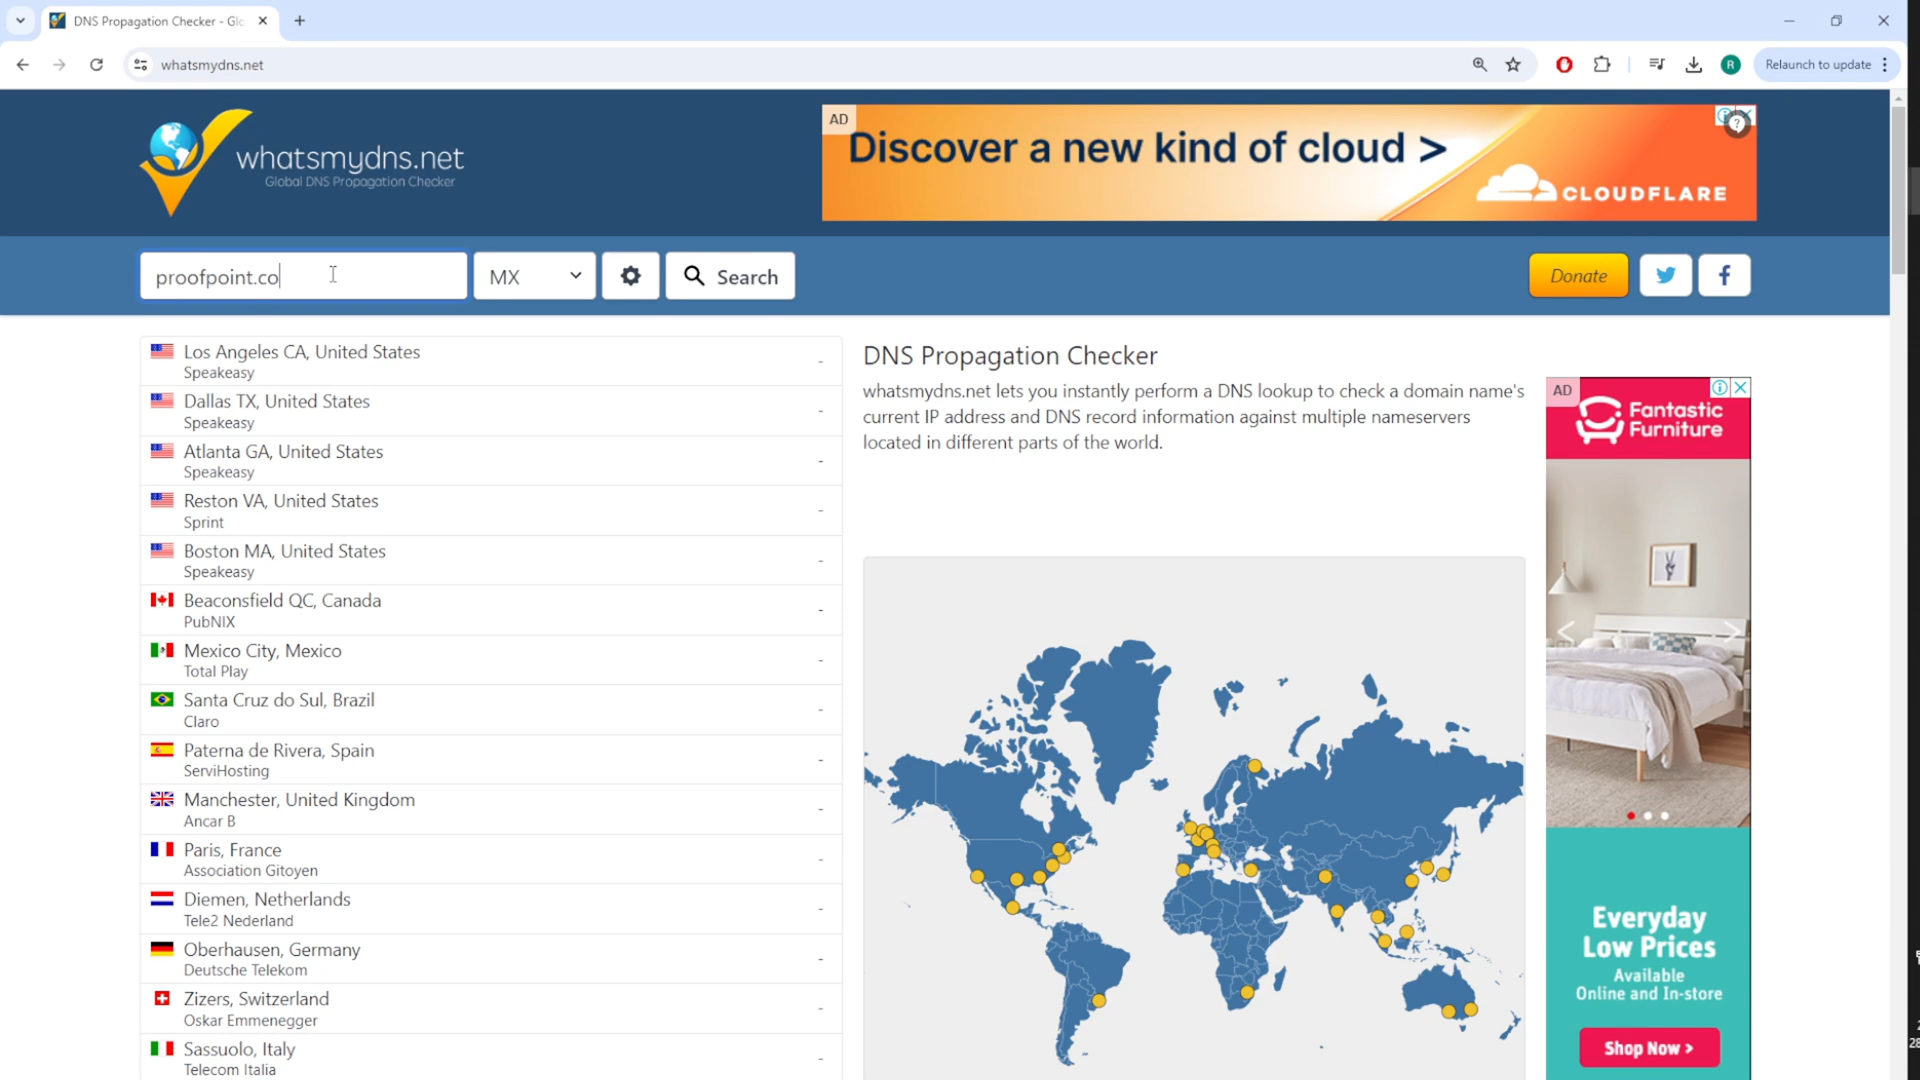 DNS Propagation Checker - Glc
whatsmydns.net
R
Relaunch to update
whatsmydns.net
Global DNS Propagation Checker
AD
Discover a new kind of cloud >
CLOUDFLARE
proofpoint.co
MX
Search
Donate
Los Angeles CA, United States
Speakeasy
-
Dallas TX, United States
Speakeasy
-
Atlanta GA, United States
Speakeasy
-
Reston VA, United States
Sprint
-
Boston MA, United States
Speakeasy
-
Beaconsfield QC, Canada
PubNIX
-
Mexico City, Mexico
Total Play
-
Santa Cruz do Sul, Brazil
Claro
-
Paterna de Rivera, Spain
ServiHosting
-
Manchester, United Kingdom
Ancar B
-
Paris, France
Association Gitoyen
-
Diemen, Netherlands
Tele2 Nederland
-
Oberhausen, Germany
Deutsche Telekom
-
Zizers, Switzerland
Oskar Emmenegger
-
Sassuolo, Italy
Telecom Italia
-
DNS Propagation Checker
whatsmydns.net lets you instantly perform a DNS lookup to check a domain name's
current IP address and DNS record information against multiple nameservers
located in different parts of the world.
AD
Fantastic
Furniture
Everyday
Low Prices
Available
Online and In-store
Shop Now >
28